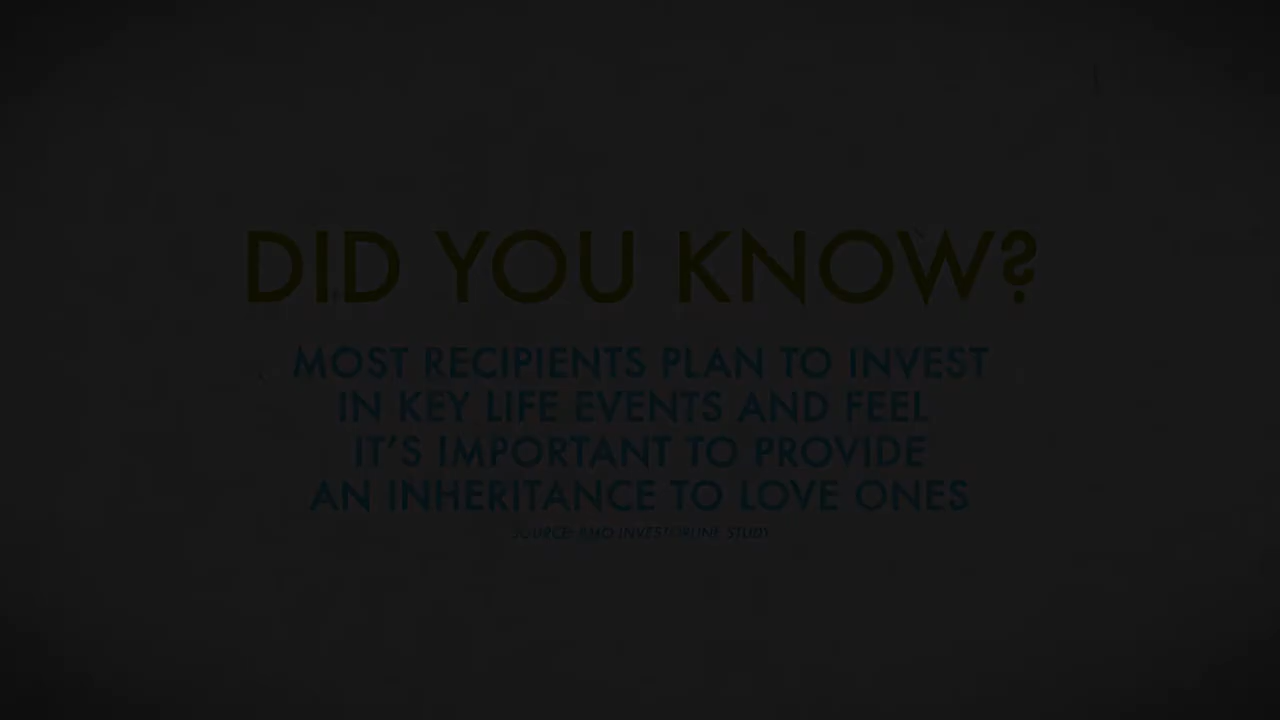 DID YOU KNOW?
MOST RECIPIENTS PLAN TO INVEST
IN KEY LIFE EVENTS AND FEEL
IT'S IMPORTANT TO PROVIDE
AN INHERITANCE TO LOVE ONES
SOURCE: BMO INVESTORLINE STUDY